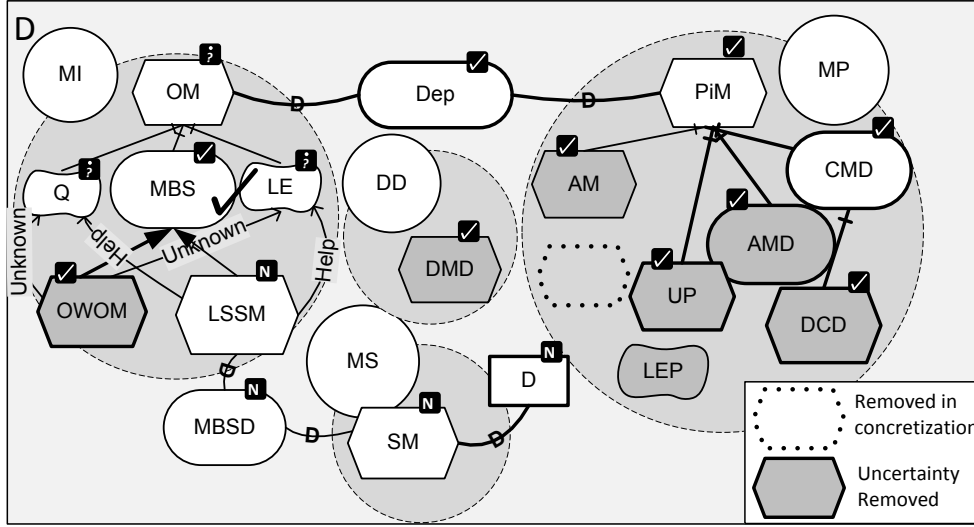 D
MI
OM
Dep
D
D
PiM
MP
Q
MBS
LE
DD
AM
CMD
AMD
Unknown
Help
Unknown
Help
DMD
OWOM
N
LSSM
UP
DCD
MS
N
D
LEP
D
N
MBSD
D
N
SM
D
Removed in
concretization
Uncertainty
Removed